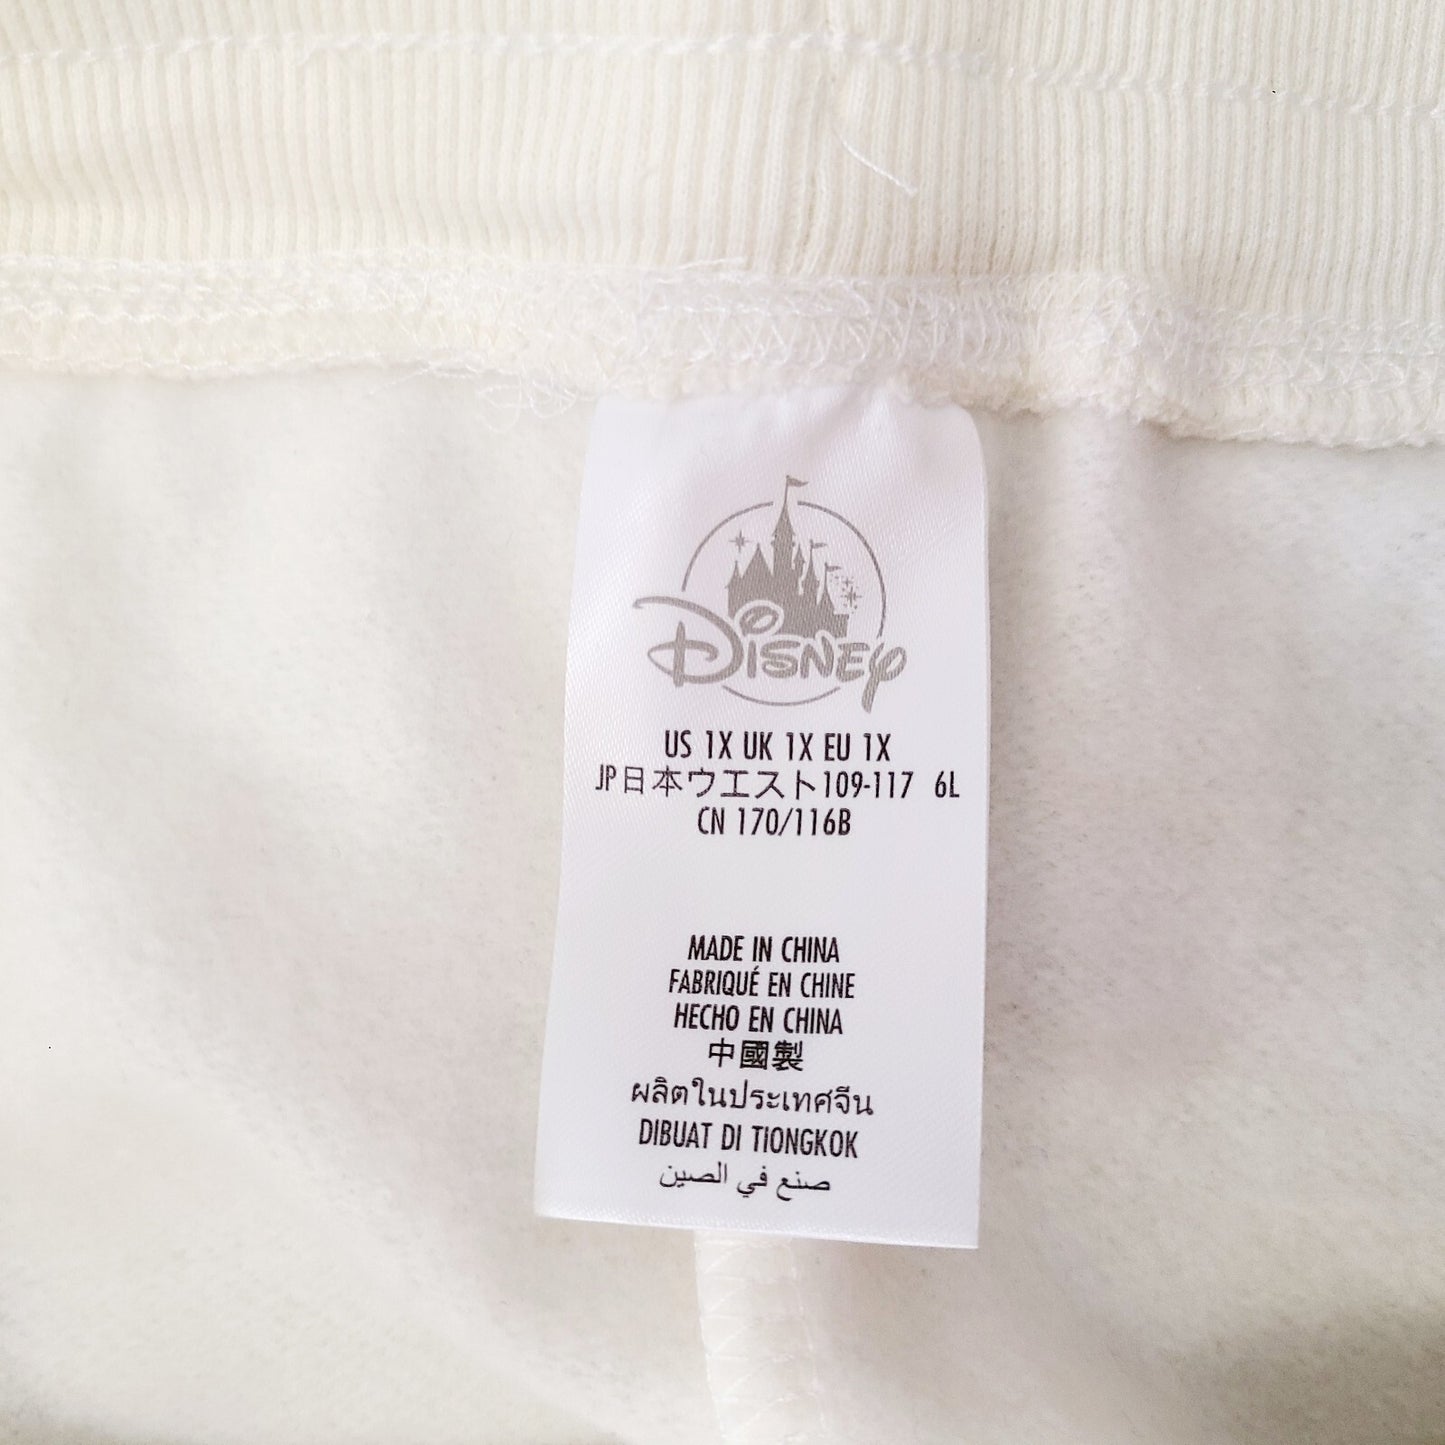 DISNEY
US 1X UK 1X EU 1X
JP日本ウエスト109-117 6L
CN 170/116B
MADE IN CHINA
FABRIQUÉ EN CHINE
HECHO EN CHINA
中國製
ผลิตในประเทศจีน
DIBUAT DI TIONGKOK
صنع في الصين